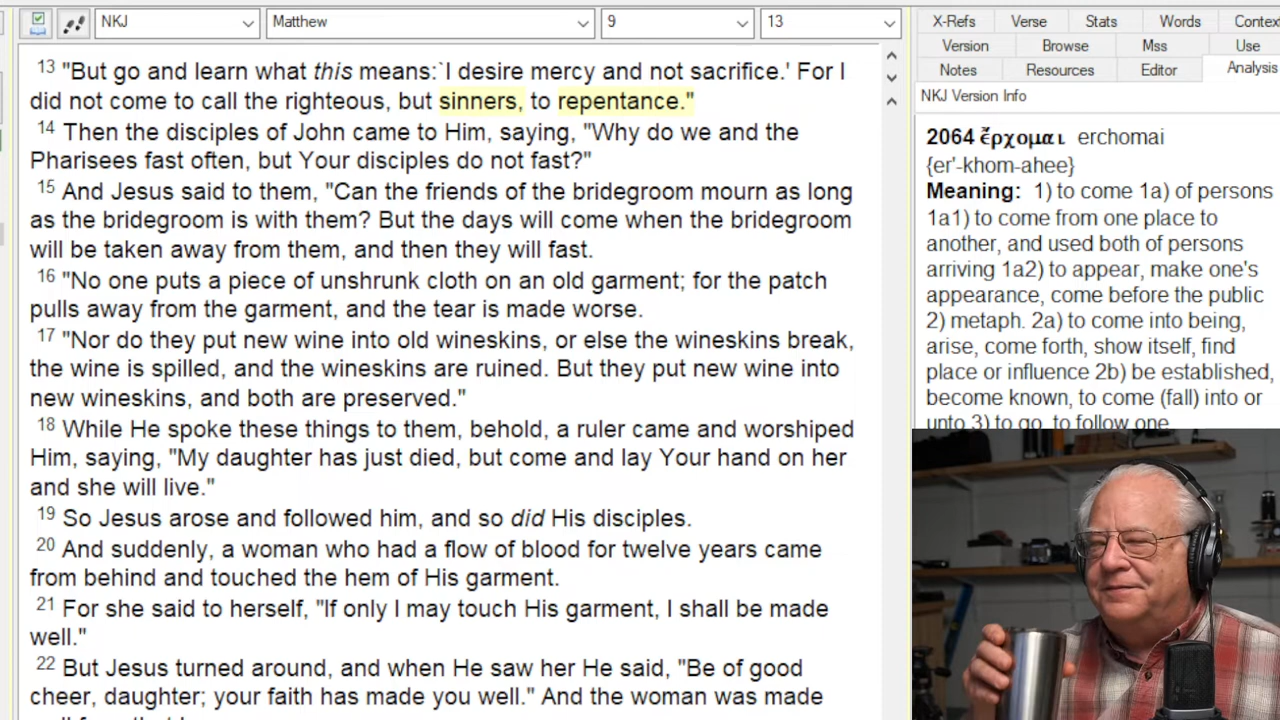 NKJ Matthew 9 13
13 "But go and learn what this means:`I desire mercy and not sacrifice.' For I
did not come to call the righteous, but sinners, to repentance."
14 Then the disciples of John came to Him, saying, "Why do we and the
Pharisees fast often, but Your disciples do not fast?"
15 And Jesus said to them, "Can the friends of the bridegroom mourn as long
as the bridegroom is with them? But the days will come when the bridegroom
will be taken away from them, and then they will fast.
16 "No one puts a piece of unshrunk cloth on an old garment; for the patch
pulls away from the garment, and the tear is made worse.
17 "Nor do they put new wine into old wineskins, or else the wineskins break,
the wine is spilled, and the wineskins are ruined. But they put new wine into
new wineskins, and both are preserved."
18 While He spoke these things to them, behold, a ruler came and worshiped
Him, saying, "My daughter has just died, but come and lay Your hand on her
and she will live."
19 So Jesus arose and followed him, and so did His disciples.
20 And suddenly, a woman who had a flow of blood for twelve years came
from behind and touched the hem of His garment.
21 For she said to herself, "If only I may touch His garment, I shall be made
well."
22 But Jesus turned around, and when He saw her He said, "Be of good
cheer, daughter; your faith has made you well." And the woman was made
X-Refs Verse Stats Words Contex
Version Browse Mss Use
Notes Resources Editor Analysis
NKJ Version Info
2064 ἔρχομαι erchomai
{er'-khom-ahee}
Meaning: 1) to come 1a) of persons
1a1) to come from one place to
another, and used both of persons
arriving 1a2) to appear, make one's
appearance, come before the public
2) metaph. 2a) to come into being,
arise, come forth, show itself, find
place or influence 2b) be established,
become known, to come (fall) into or
unto 3) to go, to follow one